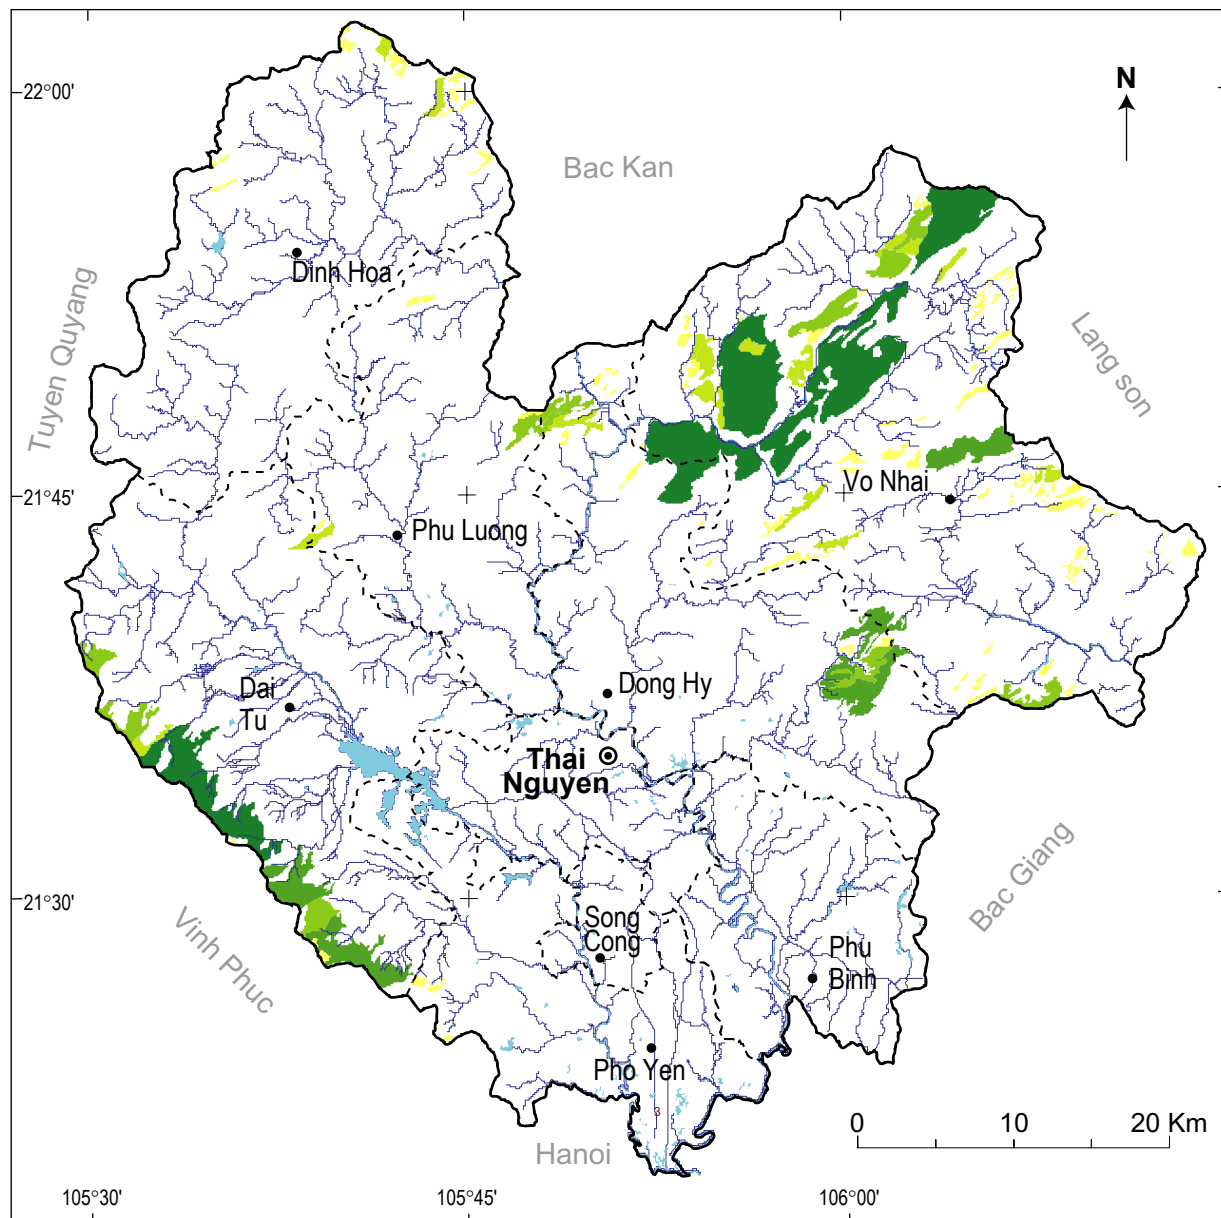 22°00'
N
Bac Kan
Dinh Hoa
Tuyen Quyang
Lang son
21°45'
Vo Nhai
Phu Luong
Dai
Tu
Dong Hy
Thai
Nguyen
21°30'
Song
Cong
Phu
Binh
Bac Giang
Vinh Phuc
Pho Yen
3
0 10 20 Km
Hanoi
105°30' 105°45' 106°00'